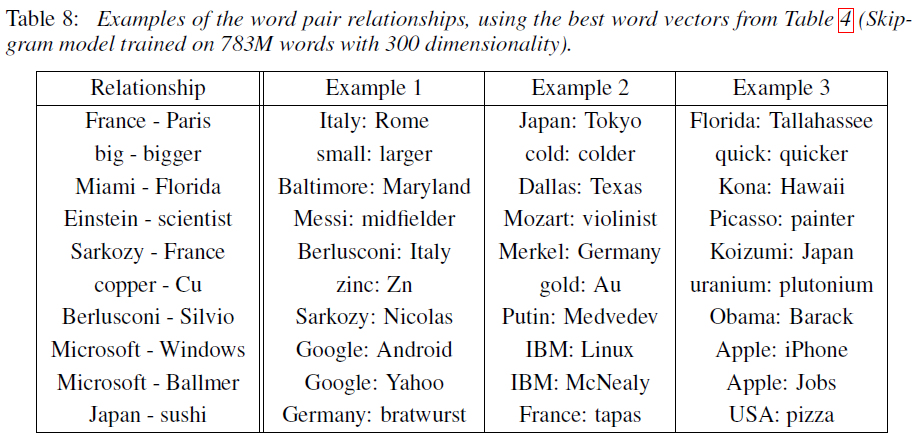 Table 8: Examples of the word pair relationships, using the best word vectors from Table 4 (Skip-
gram model trained on 783M words with 300 dimensionality).
Relationship Example 1 Example 2 Example 3
France - Paris Italy: Rome Japan: Tokyo Florida: Tallahassee
big - bigger small: larger cold: colder quick: quicker
Miami - Florida Baltimore: Maryland Dallas: Texas Kona: Hawaii
Einstein - scientist Messi: midfielder Mozart: violinist Picasso: painter
Sarkozy - France Berlusconi: Italy Merkel: Germany Koizumi: Japan
copper - Cu zinc: Zn gold: Au uranium: plutonium
Berlusconi - Silvio Sarkozy: Nicolas Putin: Medvedev Obama: Barack
Microsoft - Windows Google: Android IBM: Linux Apple: iPhone
Microsoft - Ballmer Google: Yahoo IBM: McNealy Apple: Jobs
Japan - sushi Germany: bratwurst France: tapas USA: pizza